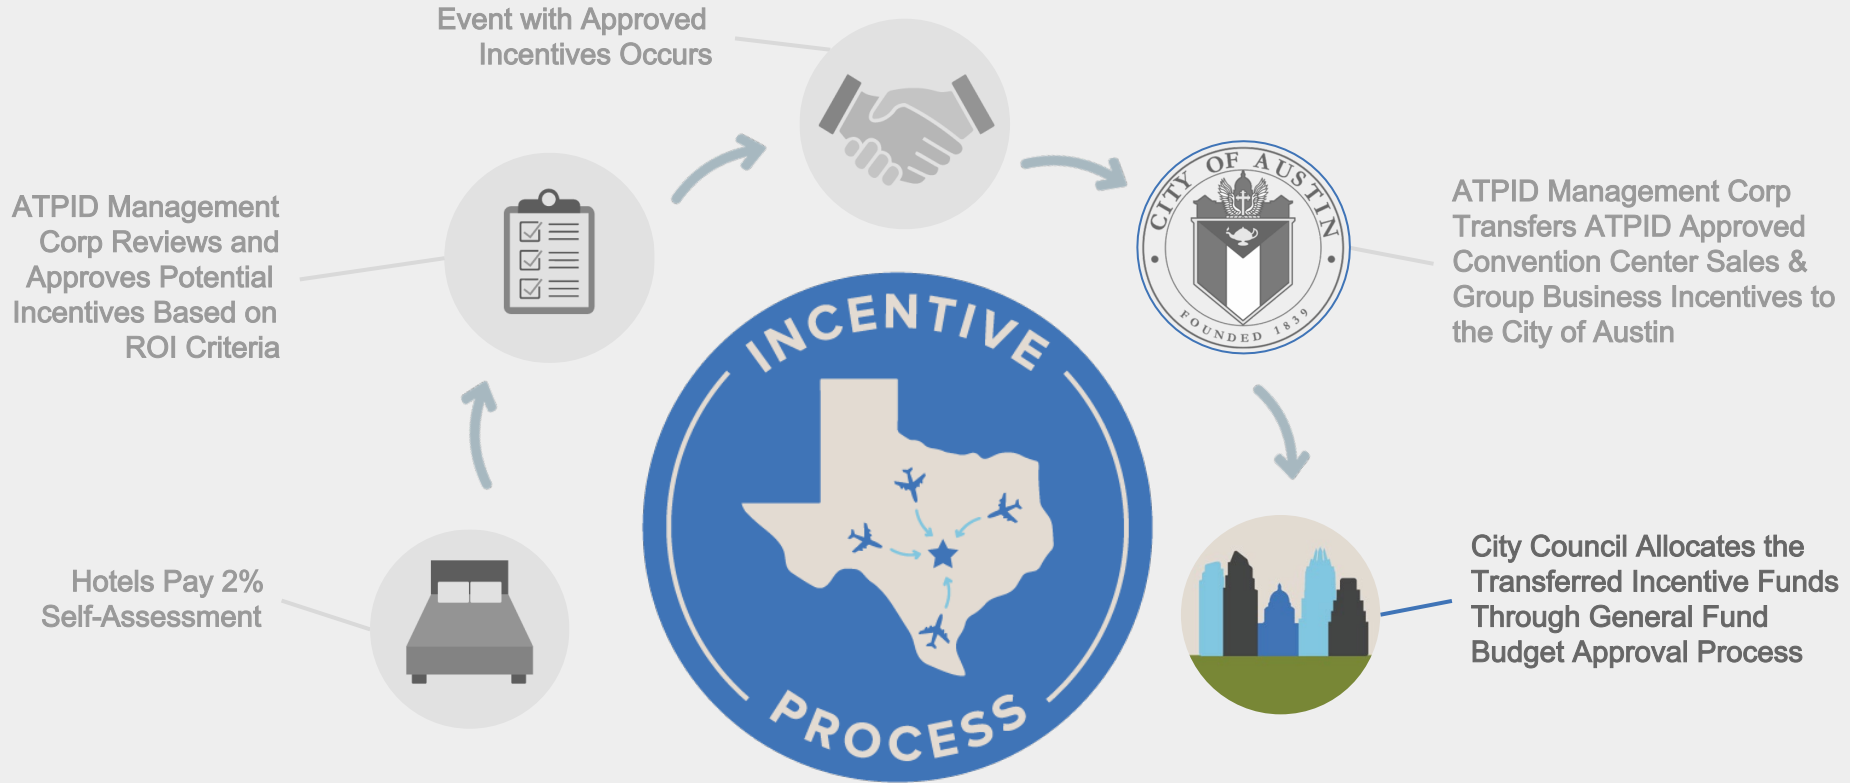 Event with Approved
Incentives Occurs
ATPID Management
Corp Reviews and
Approves Potential
Incentives Based on
ROI Criteria
CITY OF AUSTIN
FOUNDED 1839
ATPID Management Corp
Transfers ATPID Approved
Convention Center Sales &
Group Business Incentives to
the City of Austin
INCENTIVE
PROCESS
Hotels Pay 2%
Self-Assessment
City Council Allocates the
Transferred Incentive Funds
Through General Fund
Budget Approval Process